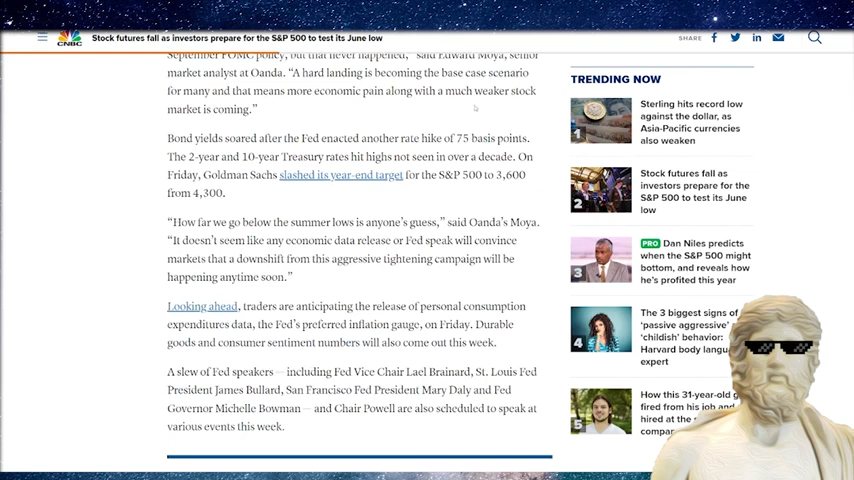 Stock futures fall as investors prepare for the S&P 500 to test its June low
CNBC
SHARE
September FOMC policy, but that never happened," said Edward Moya, senior
market analyst at Oanda. "A hard landing is becoming the base case scenario
for many and that means more economic pain along with a much weaker stock
market is coming."
Bond yields soared after the Fed enacted another rate hike of 75 basis points.
The 2-year and 10-year Treasury rates hit highs not seen in over a decade. On
Friday, Goldman Sachs slashed its year-end target for the S&P 500 to 3,600
from 4,300.
"How far we go below the summer lows is anyone's guess," said Oanda's Moya.
"It doesn't seem like any economic data release or Fed speak will convince
markets that a downshift from this aggressive tightening campaign will be
happening anytime soon."
Looking ahead, traders are anticipating the release of personal consumption
expenditures data, the Fed's preferred inflation gauge, on Friday. Durable
goods and consumer sentiment numbers will also come out this week.
A slew of Fed speakers — including Fed Vice Chair Lael Brainard, St. Louis Fed
President James Bullard, San Francisco Fed President Mary Daly and Fed
Governor Michelle Bowman — and Chair Powell are also scheduled to speak at
various events this week.
TRENDING NOW
1
Sterling hits record low
against the dollar, as
Asia-Pacific currencies
also weaken
2
Stock futures fall as
investors prepare for the
S&P 500 to test its June
low
3
PRO Dan Niles predicts
when the S&P 500 might
bottom, and reveals how
he's profited this year
4
The 3 biggest signs of
'passive aggressive'
'childish' behavior:
Harvard body
expert
5
How this 31-year-old
fired from his job and
hired at the